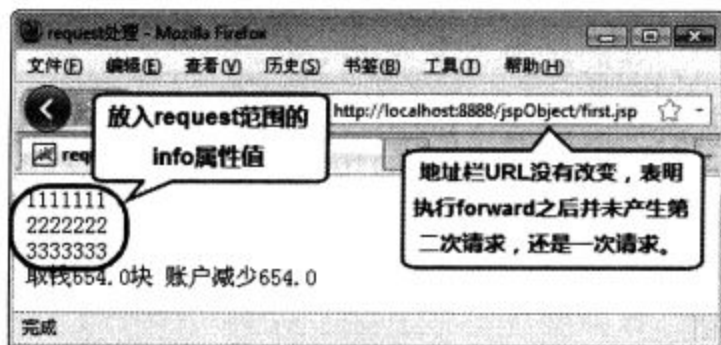 request处理 - Mozilla Firefox
文件(F) 编辑(E) 查看(V) 历史(S) 书签(B) 工具(T) 帮助(H)
放入request范围的
info属性值
http://localhost:8888/jspObject/first.jsp
req
地址栏URL没有改变，表明
执行forward之后并未产生第
二次请求，还是一次请求。
1111111
2222222
3333333
取钱654.0块 账户减少654.0
完成